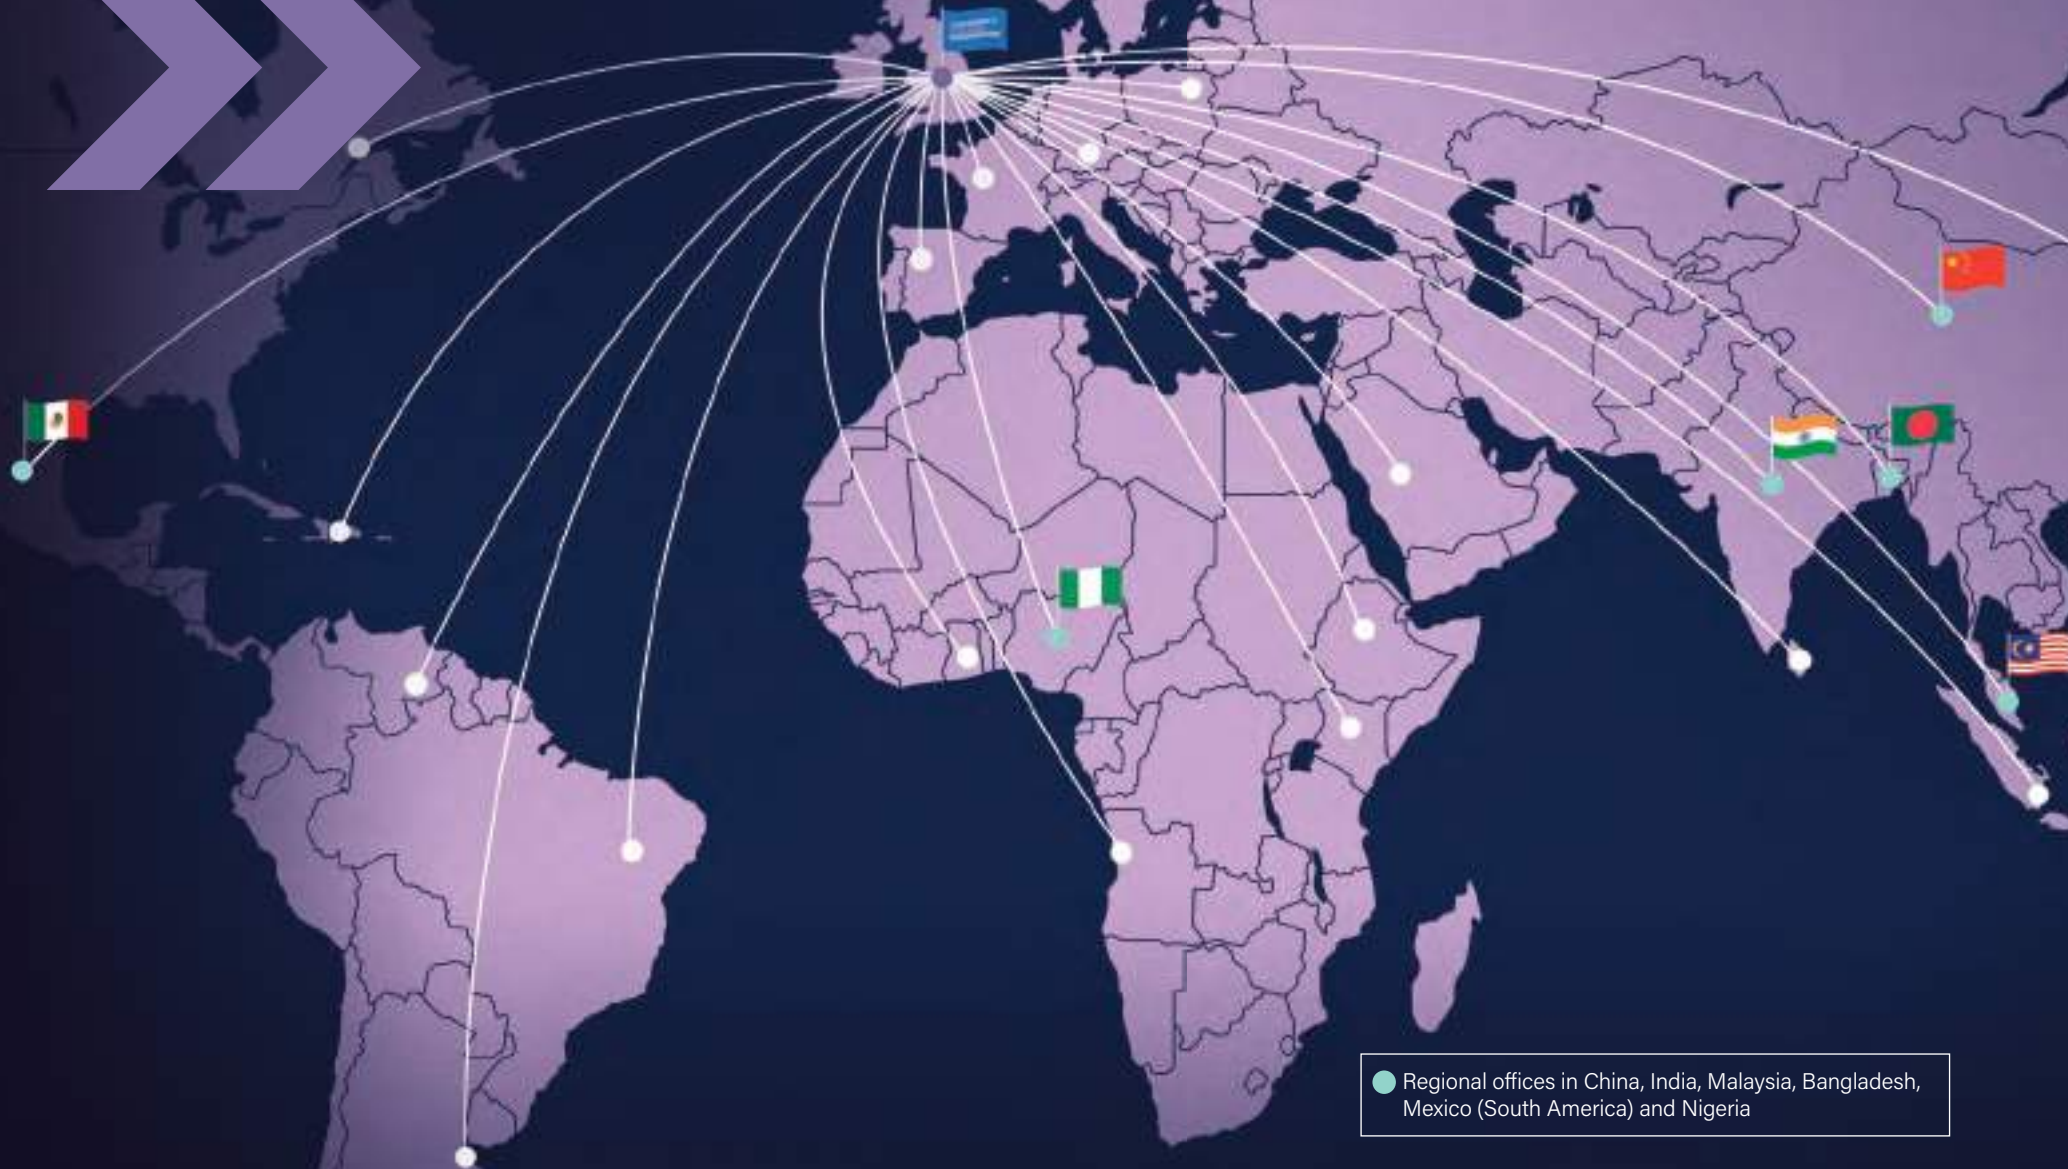 Regional offices in China, India, Malaysia, Bangladesh,
Mexico (South America) and Nigeria